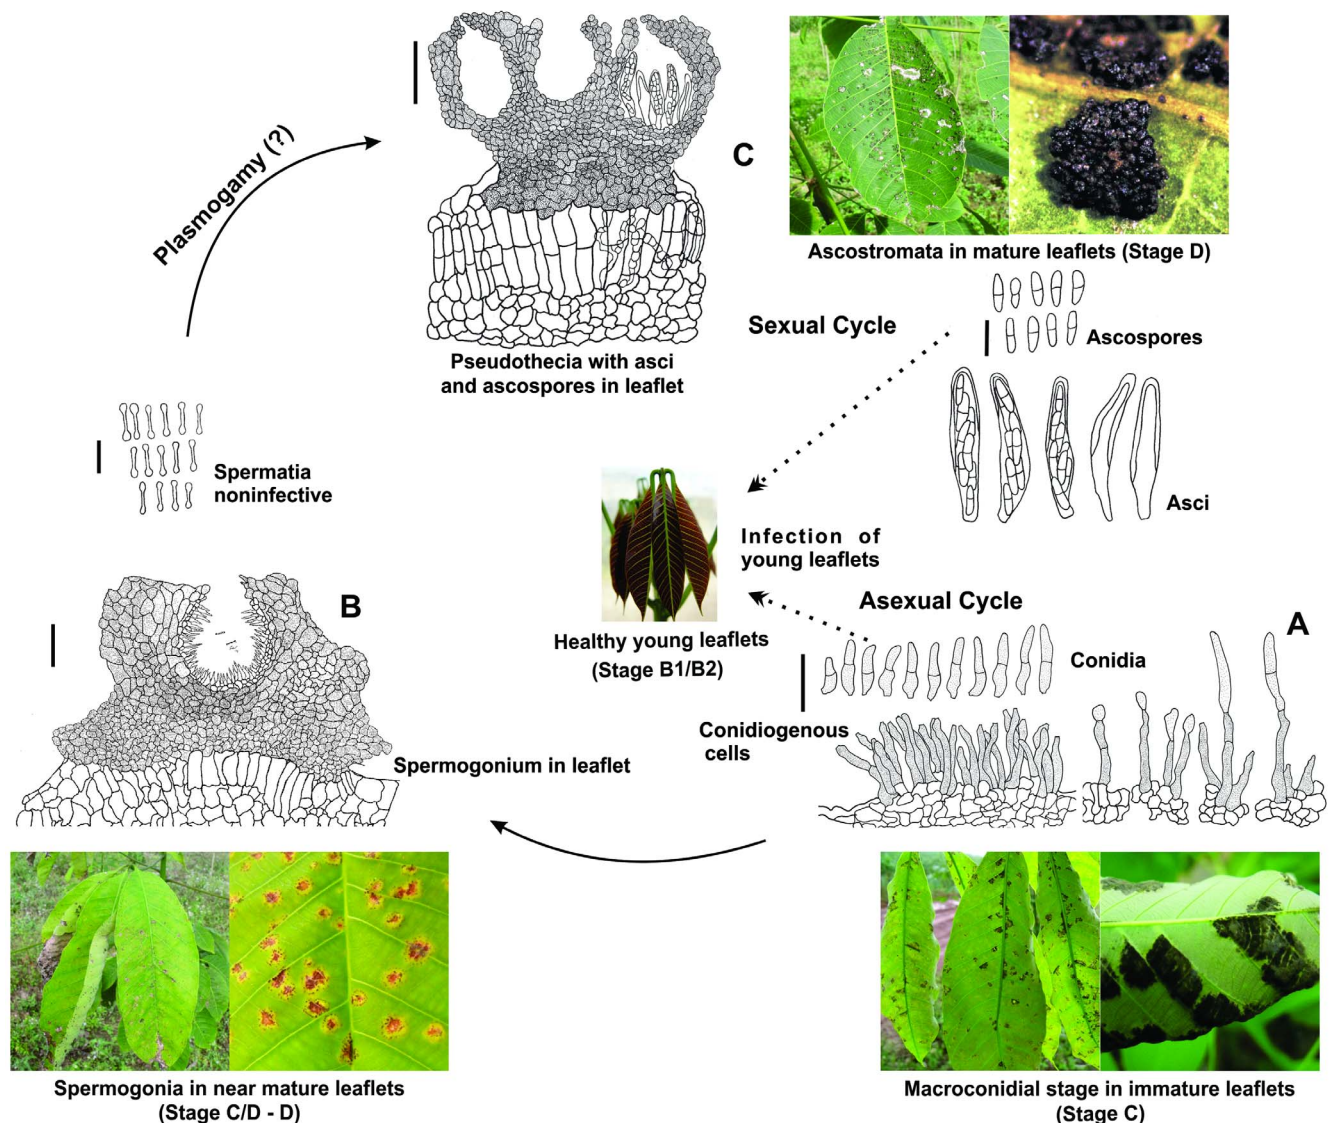 C
Ascostromata in mature leaflets (Stage D)
Plasmogamy (?)
Pseudothecia with asci
and ascospores in leaflet
Sexual Cycle
Ascospores
Asci
Spermatia
noninfective
Infection of
young leaflets
Healthy young leaflets
(Stage B1/B2)
Asexual Cycle
A
Conidia
Conidiogenous
cells
B
Spermogonium in leaflet
Spermogonia in near mature leaflets
(Stage C/D - D)
Macroconidial stage in immature leaflets
(Stage C)